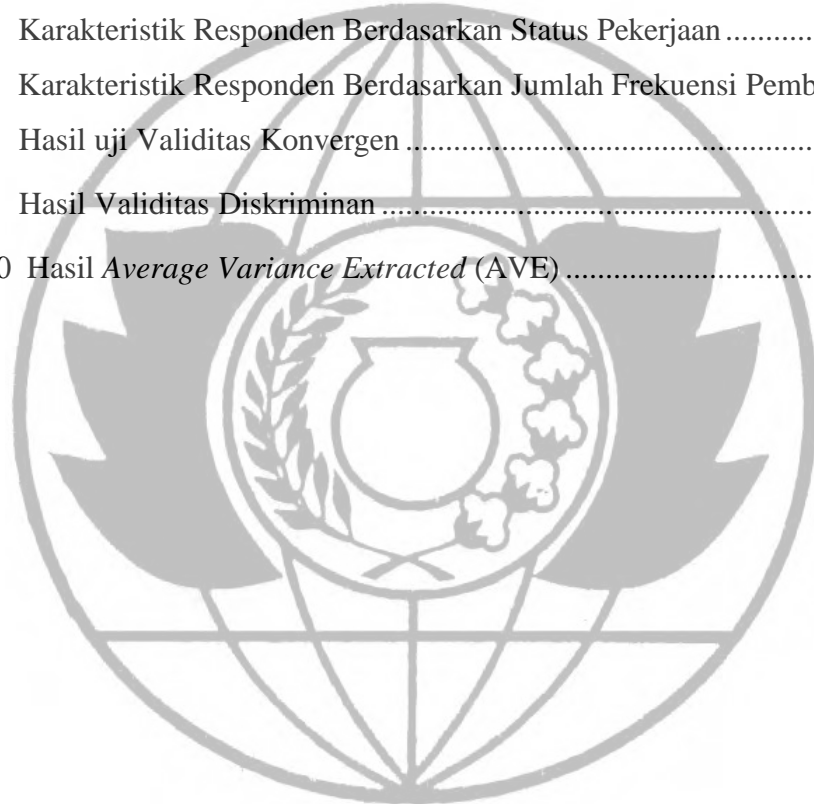 Karakteristik Responden Berdasarkan Status Pekerjaan ............
Karakteristik Responden Berdasarkan Jumlah Frekuensi
Hasil uji Validitas Konvergen ......................................................
Hasil Validitas Diskriminan .........................................................
0 Hasil Average Variance Extracted (AVE) ................................